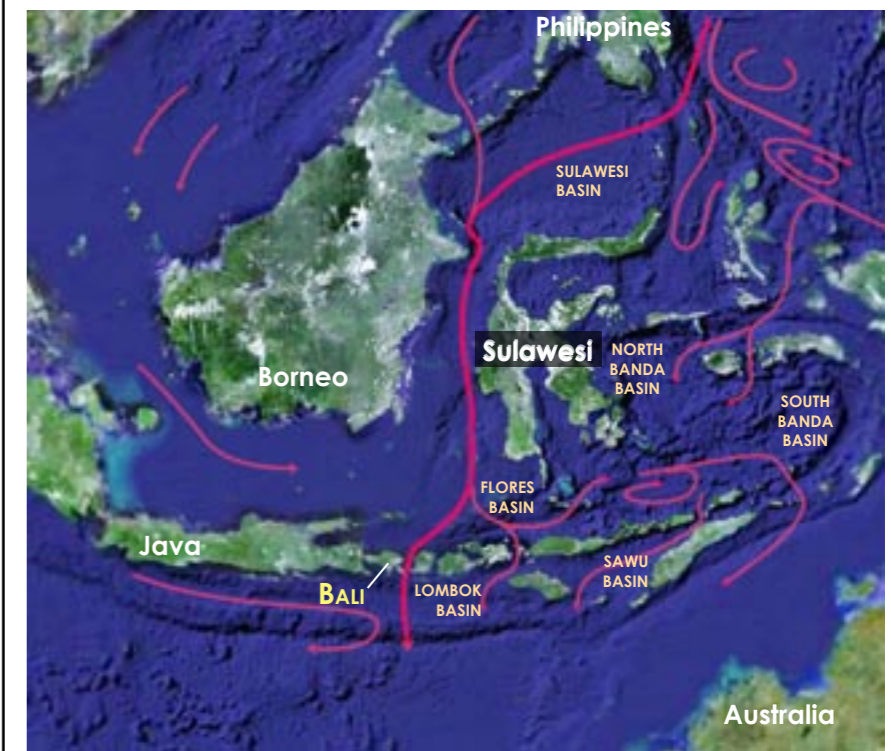 Philippines
SULAWESI
BASIN
Sulawesi
NORTH
BANDA
BASIN
Borneo
SOUTH
BANDA
BASIN
FLORES
BASIN
Java
SAWU
BASIN
BALI
LOMBOK
BASIN
Australia